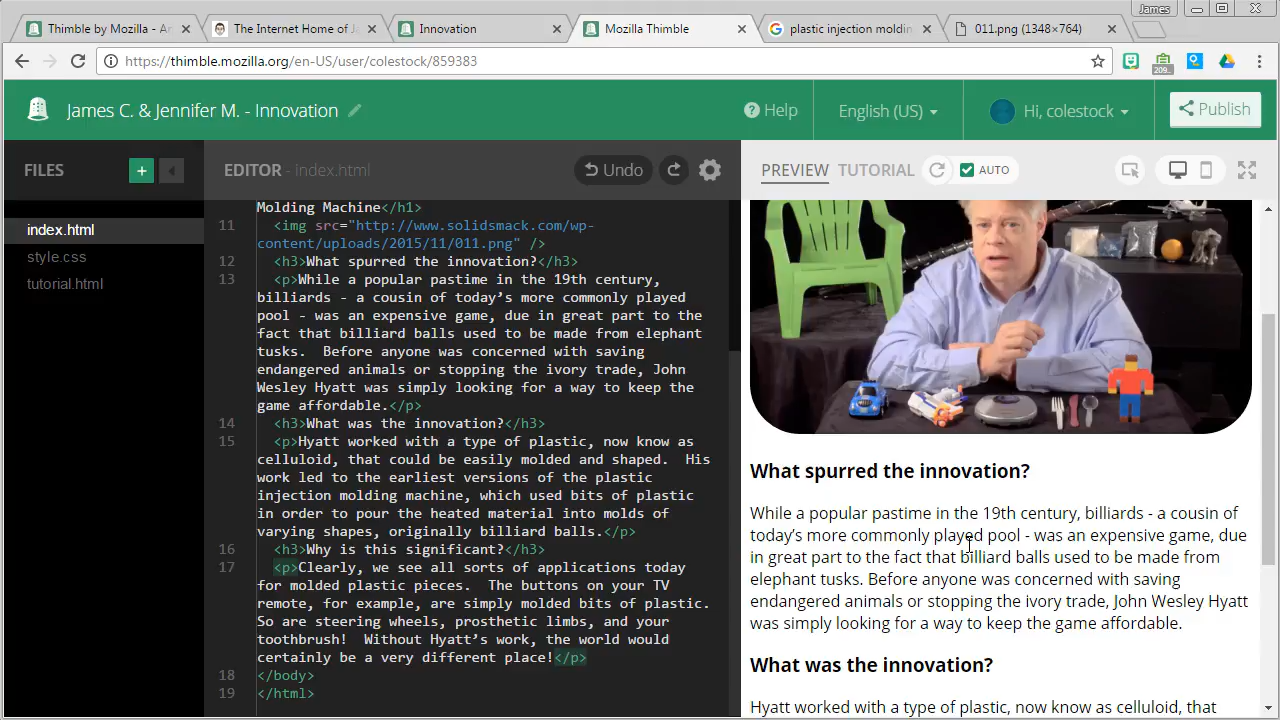 James
Thimble by Mozilla - Ar
The Internet Home of J
Innovation
Mozilla Thimble
plastic injection moldin
011.png (1348×764)
https://thimble.mozilla.org/en-US/user/colestock/859383
209..
James C. & Jennifer M. - Innovation
Help
English (US)
Hi, colestock
Publish
FILES
EDITOR - index.html
Undo
PREVIEW
TUTORIAL
AUTO
index.html
style.css
tutorial.html
Molding Machine</h1>
11 <img src="http://www.solidsmack.com/wp-
content/uploads/2015/11/011.png" />
12 <h3>What spurred the innovation?</h3>
13 <p>While a popular pastime in the 19th century,
billiards - a cousin of today’s more commonly played
pool - was an expensive game, due in great part to the
fact that billiard balls used to be made from elephant
tusks.  Before anyone was concerned with saving
endangered animals or stopping the ivory trade, John
Wesley Hyatt was simply looking for a way to keep the
game affordable.</p>
14 <h3>What was the innovation?</h3>
15 <p>Hyatt worked with a type of plastic, now know as
celluloid, that could be easily molded and shaped.  His
work led to the earliest versions of the plastic
injection molding machine, which used bits of plastic
in order to pour the heated material into molds of
varying shapes, originally billiard balls.</p>
16 <h3>Why is this significant?</h3>
17 <p>Clearly, we see all sorts of applications today
for molded plastic pieces.  The buttons on your TV
remote, for example, are simply molded bits of plastic.
So are steering wheels, prosthetic limbs, and your
toothbrush!  Without Hyatt’s work, the world would
certainly be a very different place!</p>
18 </body>
19 </html>
What spurred the innovation?
While a popular pastime in the 19th century, billiards - a cousin of
today’s more commonly played pool - was an expensive game, due
in great part to the fact that billiard balls used to be made from
elephant tusks. Before anyone was concerned with saving
endangered animals or stopping the ivory trade, John Wesley Hyatt
was simply looking for a way to keep the game affordable.
What was the innovation?
Hyatt worked with a type of plastic, now know as celluloid, that